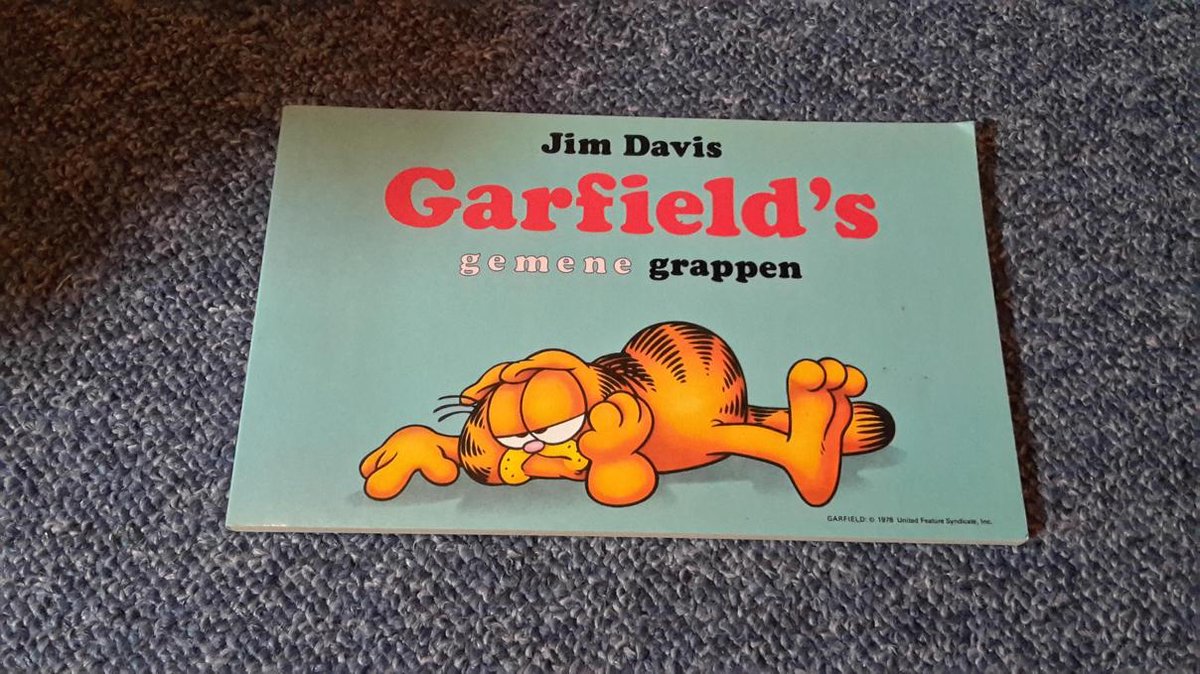 Jim Davis
Garfield's
gemene grappen
GARFIELD: © 1978 United Feature Syndicate, Inc.